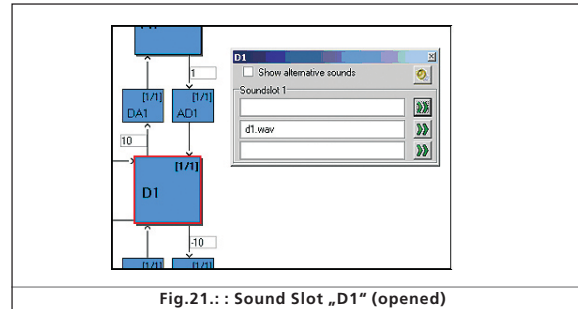 1
[1/1]
DA1
[1/1]
AD1
10
[1/1]
D1
-10
[1/1]
[1/1]
D1
Show alternative sounds
Soundslot 1
d1.wav
Fig.21.: : Sound Slot „D1“ (opened)